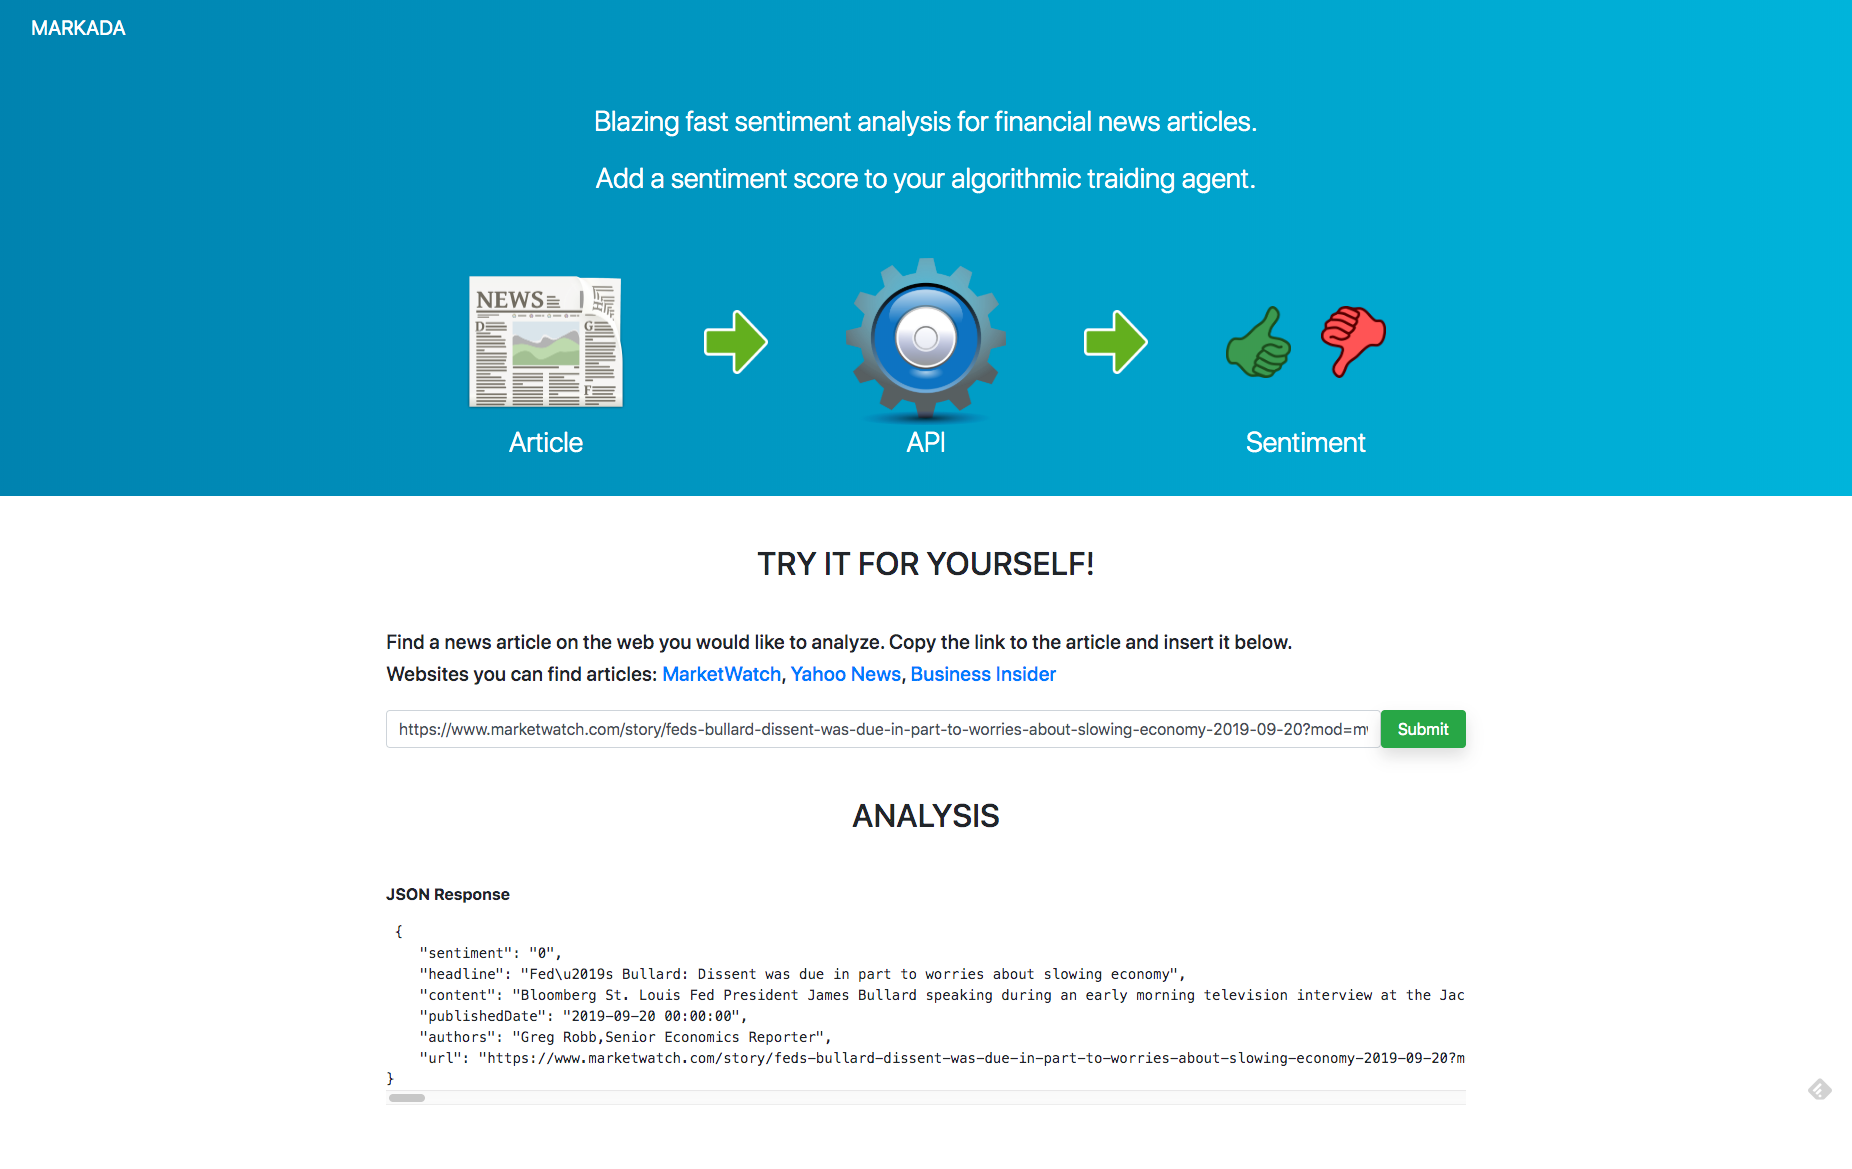 MARKADA
Blazing fast sentiment analysis for financial news articles.
Add a sentiment score to your algorithmic traiding agent.
NEWS
D
G
F
Article
API
Sentiment
TRY IT FOR YOURSELF!
Find a news article on the web you would like to analyze. Copy the link to the article and insert it below.
Websites you can find articles: MarketWatch, Yahoo News, Business Insider
https://www.marketwatch.com/story/feds-bullard-dissent-was-due-in-part-to-worries-about-slowing-economy-2019-09-20?mod=m
Submit
ANALYSIS
JSON Response
{
"sentiment": "0",
"headline": "Fed\u2019s Bullard: Dissent was due in part to worries about slowing economy",
"content": "Bloomberg St. Louis Fed President James Bullard speaking during an early morning television interview at the Jac
"publishedDate": "2019-09-20 00:00:00",
"authors": "Greg Robb,Senior Economics Reporter",
"url": "https://www.marketwatch.com/story/feds-bullard-dissent-was-due-in-part-to-worries-about-slowing-economy-2019-09-20?m
}